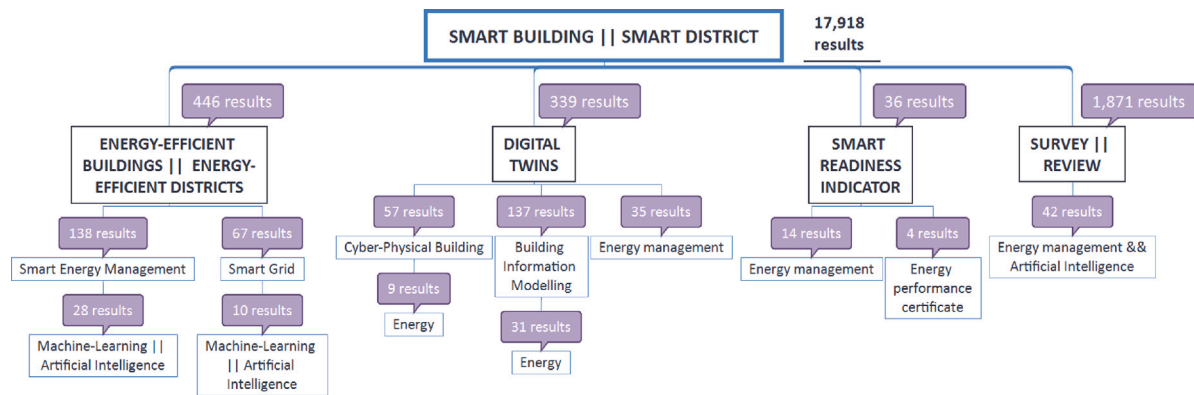 SMART BUILDING || SMART DISTRICT
17,918
results
446 results
339 results
36 results
1,871 results
ENERGY-EFFICIENT
BUILDINGS || ENERGY-
EFFICIENT DISTRICTS
DIGITAL
TWINS
SMART
READINESS
INDICATOR
SURVEY ||
REVIEW
138 results
67 results
57 results
137 results
35 results
14 results
4 results
42 results
Smart Energy Management
Smart Grid
Cyber-Physical Building
Building
Information
Modelling
Energy management
Energy management
Energy
performance
certificate
Energy management &&
Artificial Intelligence
28 results
10 results
9 results
31 results
Machine-Learning ||
Artificial Intelligence
Machine-Learning
|| Artificial
Intelligence
Energy
Energy